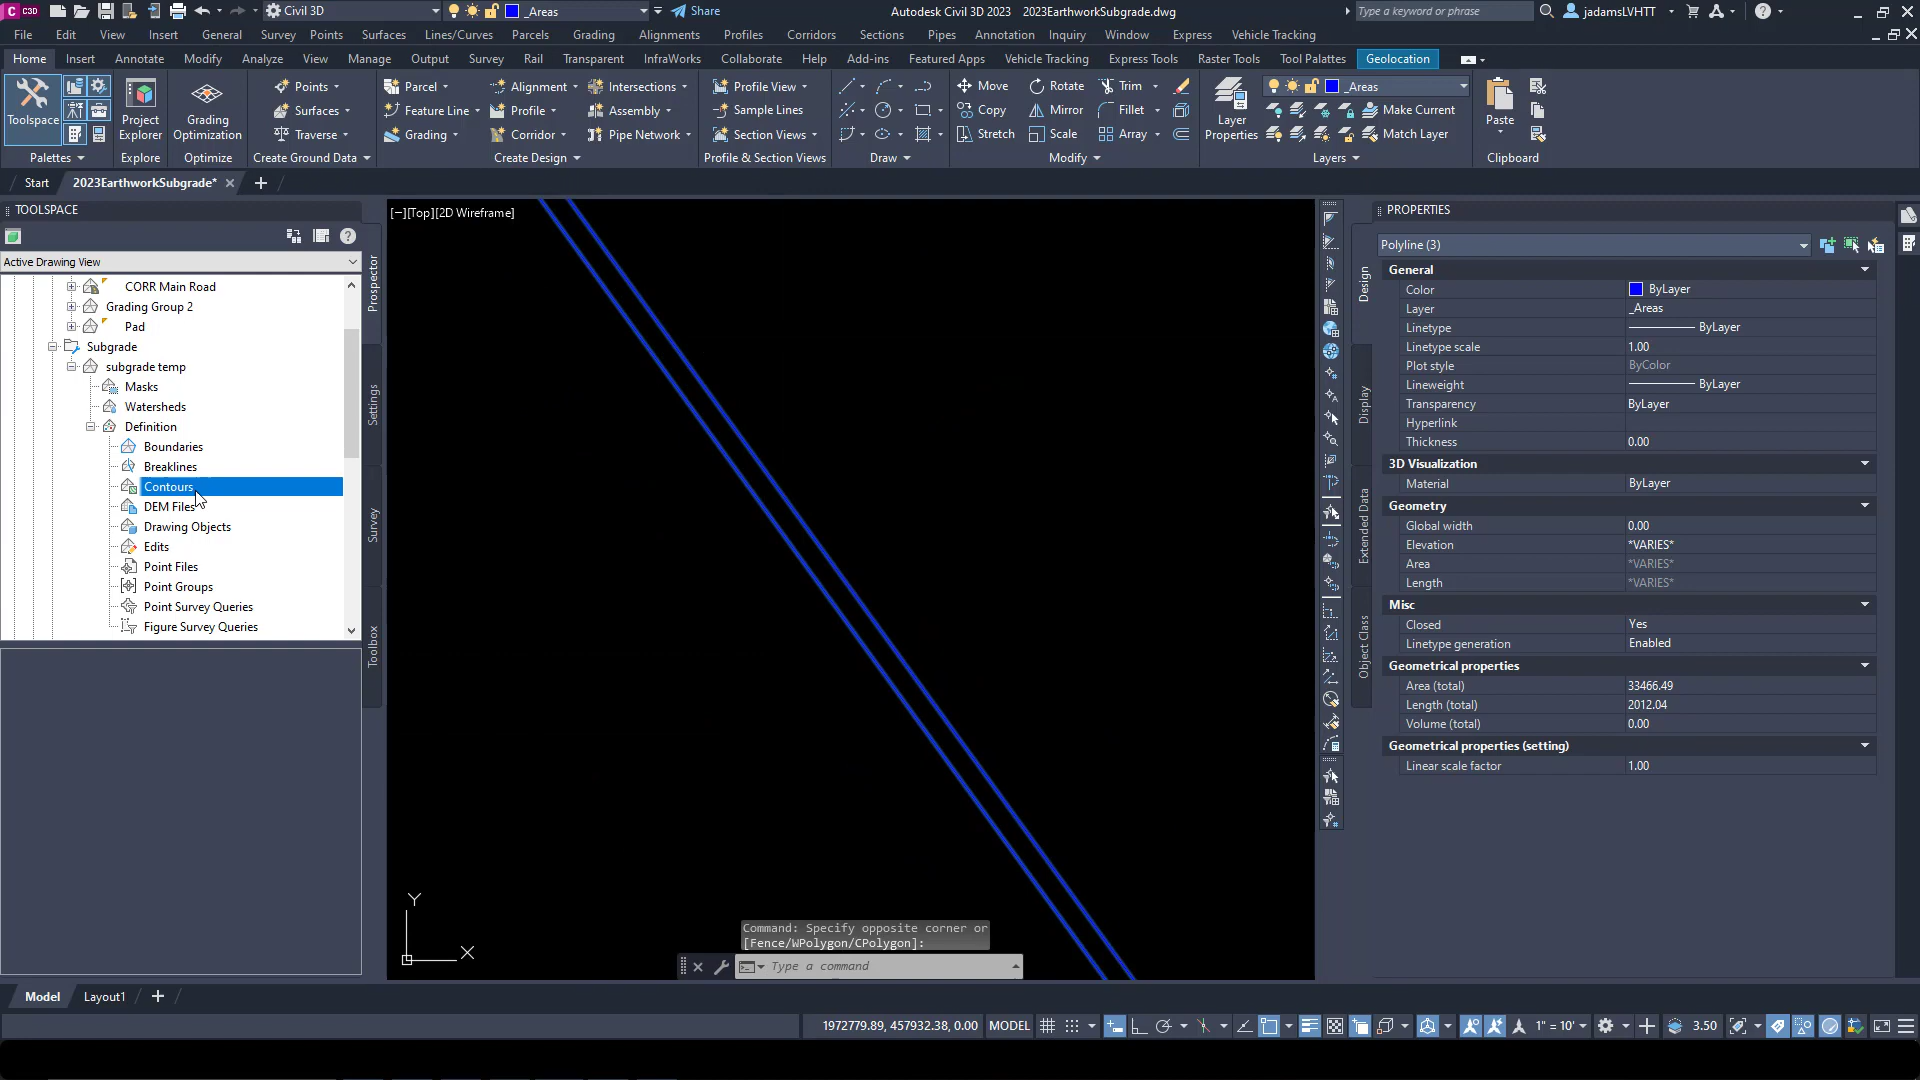 C C3D Civil 3D _Areas Share Autodesk Civil 3D 2023 2023EarthworkSubgrade.dwg Type a keyword or phrase jadamsLVHTT
File Edit View Insert General Survey Points Surfaces Lines/Curves Parcels Grading Alignments Profiles Corridors Sections Pipes Annotation Inquiry Window Express Vehicle Tracking
Home Insert Annotate Modify Analyze View Manage Output Survey Rail Transparent InfraWorks Collaborate Help Add-ins Featured Apps Vehicle Tracking Express Tools Raster Tools Tool Palettes Geolocation
Toolspace
Palettes
Project
Explorer
Explore
Grading
Optimization
Optimize
Points
Surfaces
Traverse
Create Ground Data
Parcel Alignment Intersections
Feature Line Profile Assembly
Grading Corridor Pipe Network
Create Design
Profile View
Sample Lines
Section Views
Profile & Section Views
Draw
Move Rotate Trim
Copy Mirror Fillet
Stretch Scale Array
Modify
Layer
Properties
_Areas
Make Current
Match Layer
Layers
Paste
Clipboard
Start 2023EarthworkSubgrade*
TOOLSPACE
Active Drawing View
CORR Main Road
Grading Group 2
Pad
Subgrade
subgrade temp
Masks
Watersheds
Definition
Boundaries
Breaklines
Contours
DEM Files
Drawing Objects
Edits
Point Files
Point Groups
Point Survey Queries
Figure Survey Queries
Prospector
Settings
Survey
Toolbox
[−][Top][2D Wireframe]
Y
X
Command: Specify opposite corner or
[Fence/WPolygon/CPolygon]:
Type a command
PROPERTIES
Polyline (3)
Design
Display
Extended Data
Object Class
General
Color ByLayer
Layer _Areas
Linetype ByLayer
Linetype scale 1.00
Plot style ByColor
Lineweight ByLayer
Transparency ByLayer
Hyperlink
Thickness 0.00
3D Visualization
Material ByLayer
Geometry
Global width 0.00
Elevation *VARIES*
Area *VARIES*
Length *VARIES*
Misc
Closed Yes
Linetype generation Enabled
Geometrical properties
Area (total) 33466.49
Length (total) 2012.04
Volume (total) 0.00
Geometrical properties (setting)
Linear scale factor 1.00
Model Layout1
1972779.89, 457932.38, 0.00 MODEL 1" = 10' 3.50